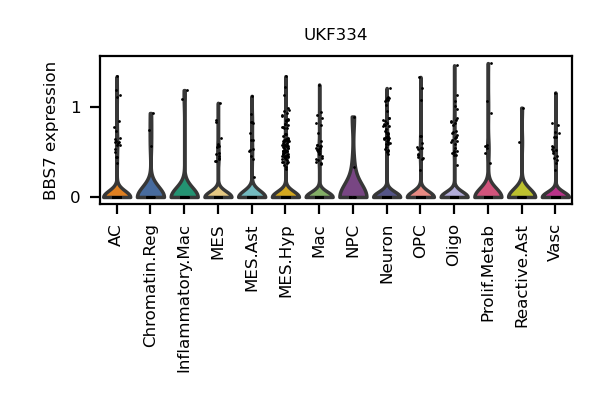 UKF334
BBS7 expression
1
0
AC
Chromatin.Reg
Inflammatory.Mac
MES
MES.Ast
MES.Hyp
Mac
NPC
Neuron
OPC
Oligo
Prolif.Metab
Reactive.Ast
Vasc